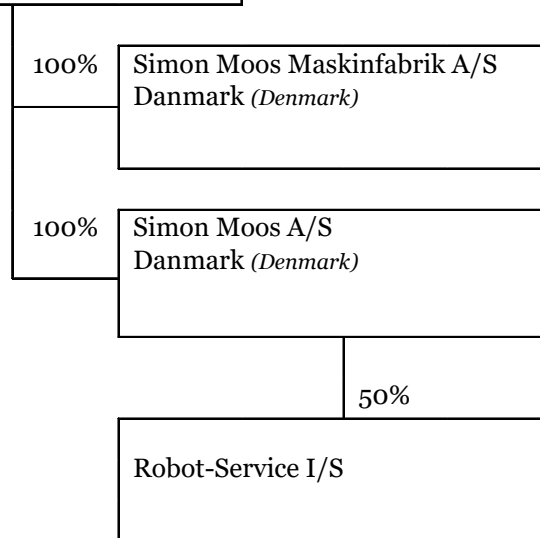 100%
Simon Moos Maskinfabrik A/S
Danmark (Denmark)
100%
Simon Moos A/S
Danmark (Denmark)
50%
Robot-Service I/S